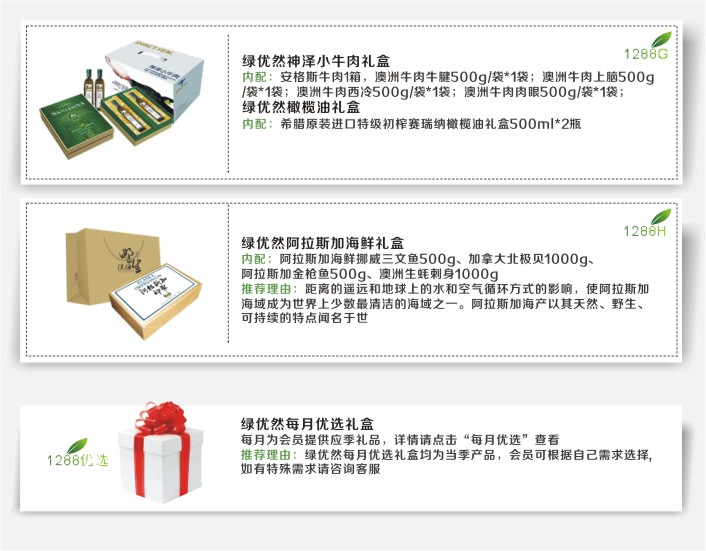 1288G
绿优然神泽小牛肉礼盒
内配：安格斯牛肉1箱，澳洲牛肉牛腱500g/袋*1袋；澳洲牛肉上脑500g
/袋*1袋；澳洲牛肉西冷500g/袋*1袋；澳洲牛肉肉眼500g/袋*1袋；
绿优然橄榄油礼盒
内配：希腊原装进口特级初榨赛瑞纳橄榄油礼盒500ml*2瓶
1288H
绿优然阿拉斯加海鲜礼盒
内配：阿拉斯加海鲜挪威三文鱼500g、加拿大北极贝1000g、
阿拉斯加金枪鱼500g、澳洲生蚝刺身1000g
推荐理由：距离的遥远和地球上的水和空气循环方式的影响，使阿拉斯加
海域成为世界上少数最清洁的海域之一。阿拉斯加海产以其天然、野生、
可持续的特点闻名于世
1288优选
绿优然每月优选礼盒
每月为会员提供应季礼品，详情请点击“每月优选”查看
推荐理由：绿优然每月优选礼盒均为当季产品，会员可根据自己需求选择，
如有特殊需求请咨询客服